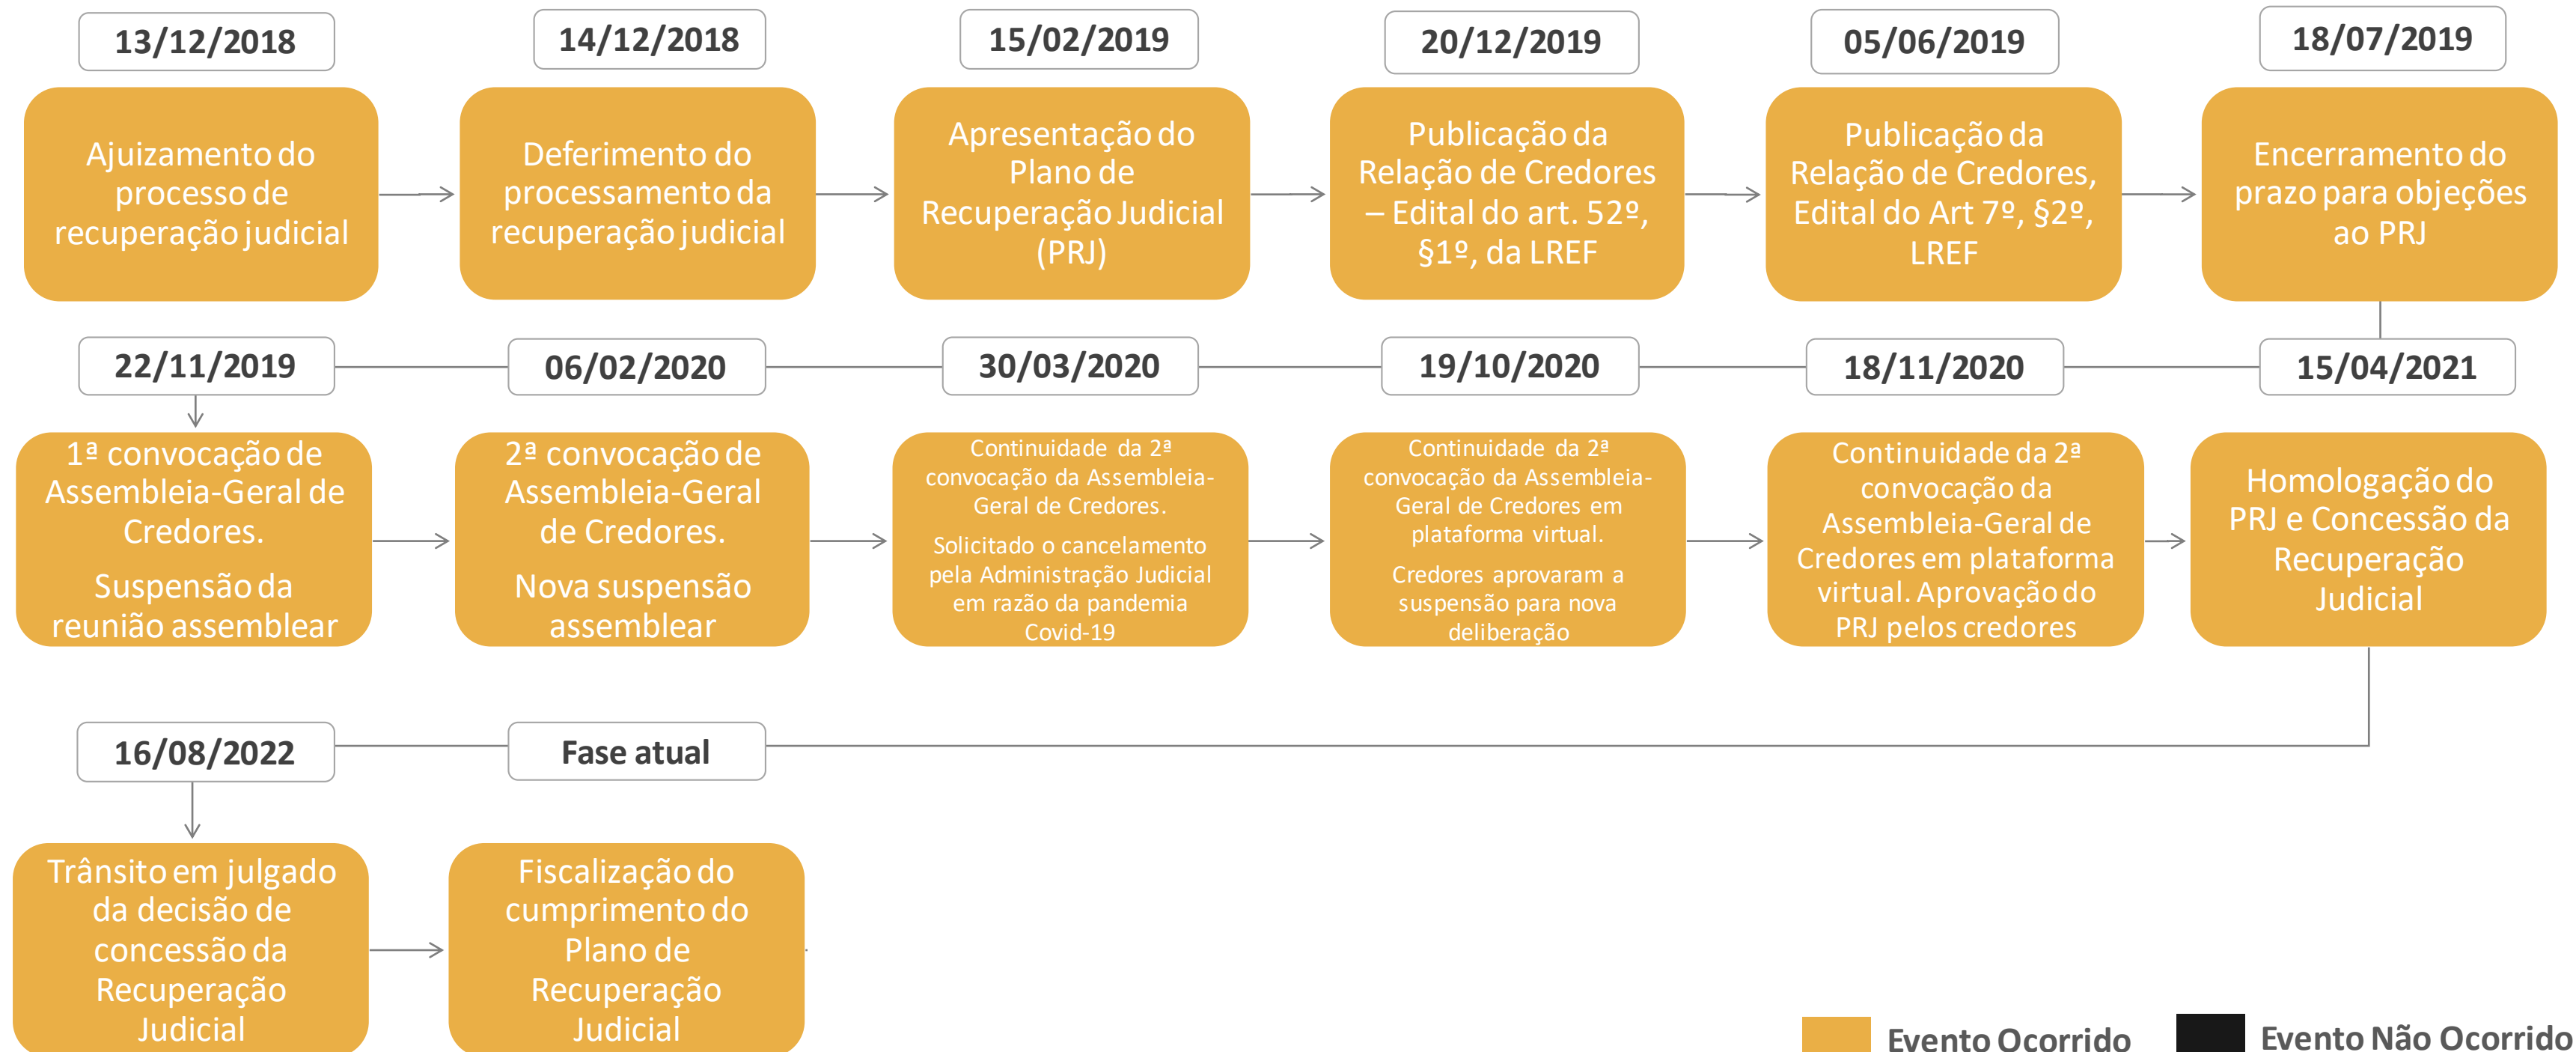 13/12/2018
Ajuizamento do
processo de
recuperação judicial
14/12/2018
Deferimento do
processamento da
recuperação judicial
15/02/2019
Apresentação do
Plano de
Recuperação Judicial
(PRJ)
20/12/2019
Publicação da
Relação de Credores
– Edital do art. 52º,
§1º, da LREF
05/06/2019
Publicação da
Relação de Credores,
Edital do Art 7º, §2º,
LREF
18/07/2019
Encerramento do
prazo para objeções
ao PRJ
22/11/2019
1ª convocação de
Assembleia-Geral de
Credores.
Suspensão da
reunião assemblear
06/02/2020
2ª convocação de
Assembleia-Geral
de Credores.
Nova suspensão
assemblear
30/03/2020
Continuidade da 2ª
convocação da Assembleia-
Geral de Credores.
Solicitado o cancelamento
pela Administração Judicial
em razão da pandemia
Covid-19
19/10/2020
Continuidade da 2ª
convocação da Assembleia-
Geral de Credores em
plataforma virtual.
Credores aprovaram a
suspensão para nova
deliberação
18/11/2020
Continuidade da 2ª
convocação da
Assembleia-Geral de
Credores em plataforma
virtual. Aprovação do
PRJ pelos credores
15/04/2021
Homologação do
PRJ e Concessão da
Recuperação
Judicial
16/08/2022
Trânsito em julgado
da decisão de
concessão da
Recuperação
Judicial
Fase atual
Fiscalização do
cumprimento do
Plano de
Recuperação
Judicial
Evento Ocorrido
Evento Não Ocorrido